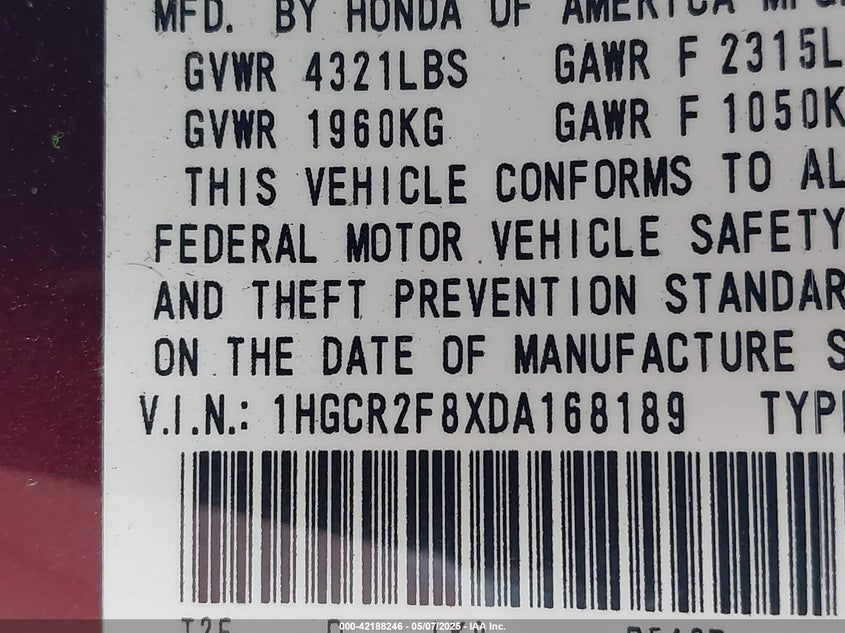 MFD. BY HONDA OF AMERICA MFG
GVWR 4321LBS GAWR F 2315L
GVWR 1960KG GAWR F 1050K
THIS VEHICLE CONFORMS TO AL
FEDERAL MOTOR VEHICLE SAFETY
AND THEFT PREVENTION STANDAR
ON THE DATE OF MANUFACTURE S
V.I.N.: 1HGCR2F8XDA168189 TYP
000-42188246 - 05/07/2025 - IAA Inc.